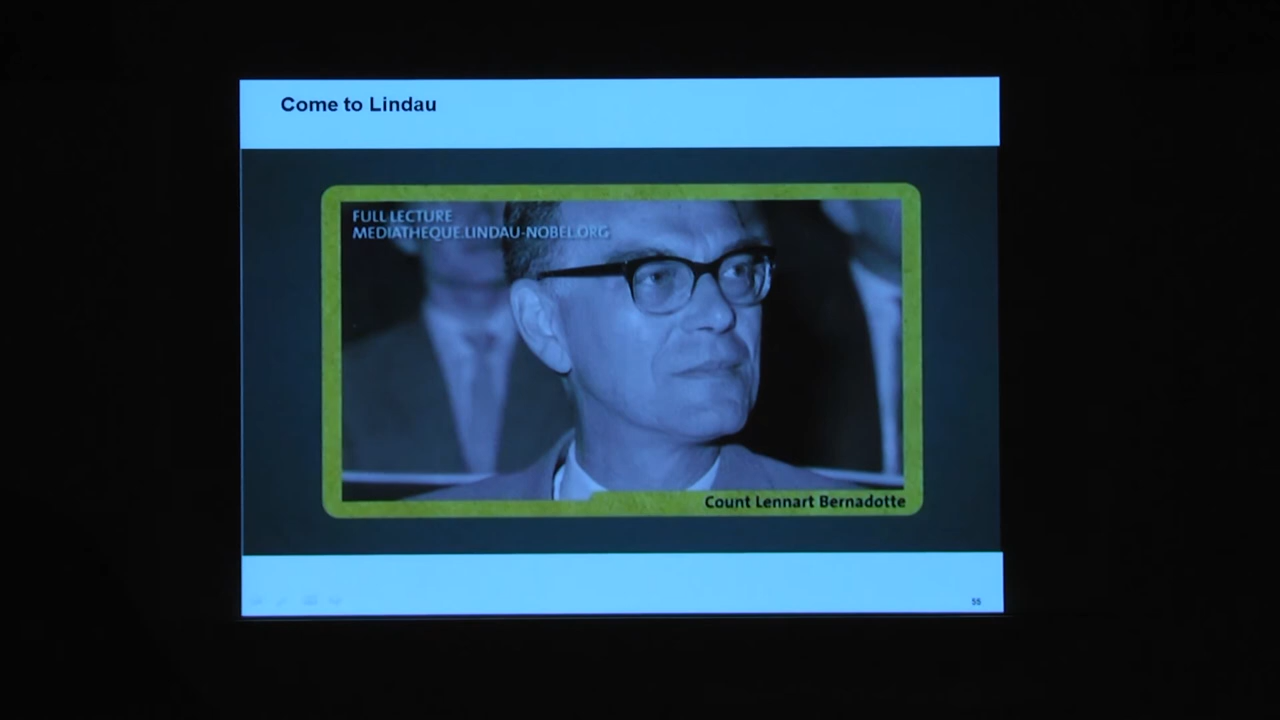 Come to Lindau
FULL LECTURE
MEDIATHEQUE.LINDAU-NOBEL.ORG
Count Lennart Bernadotte
55